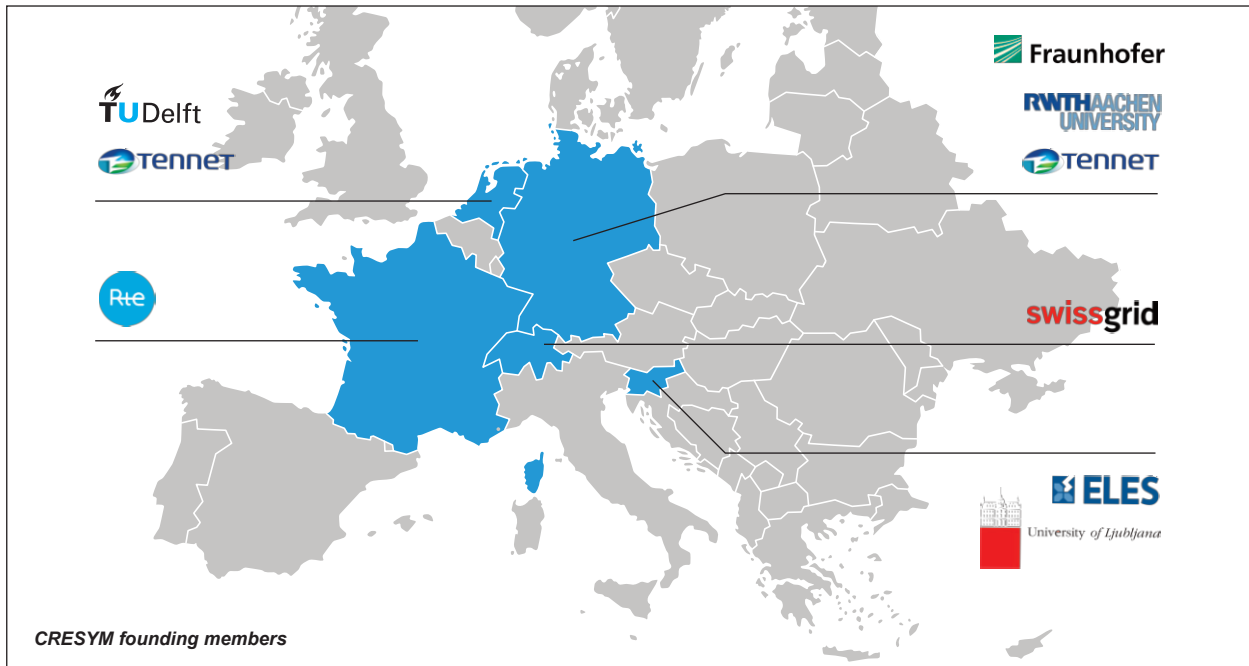 TUDelft
TENNET
Rte
Fraunhofer
RWTHAACHEN
UNIVERSITY
TENNET
swissgrid
ELES
University of Ljubljana
CRESYM founding members